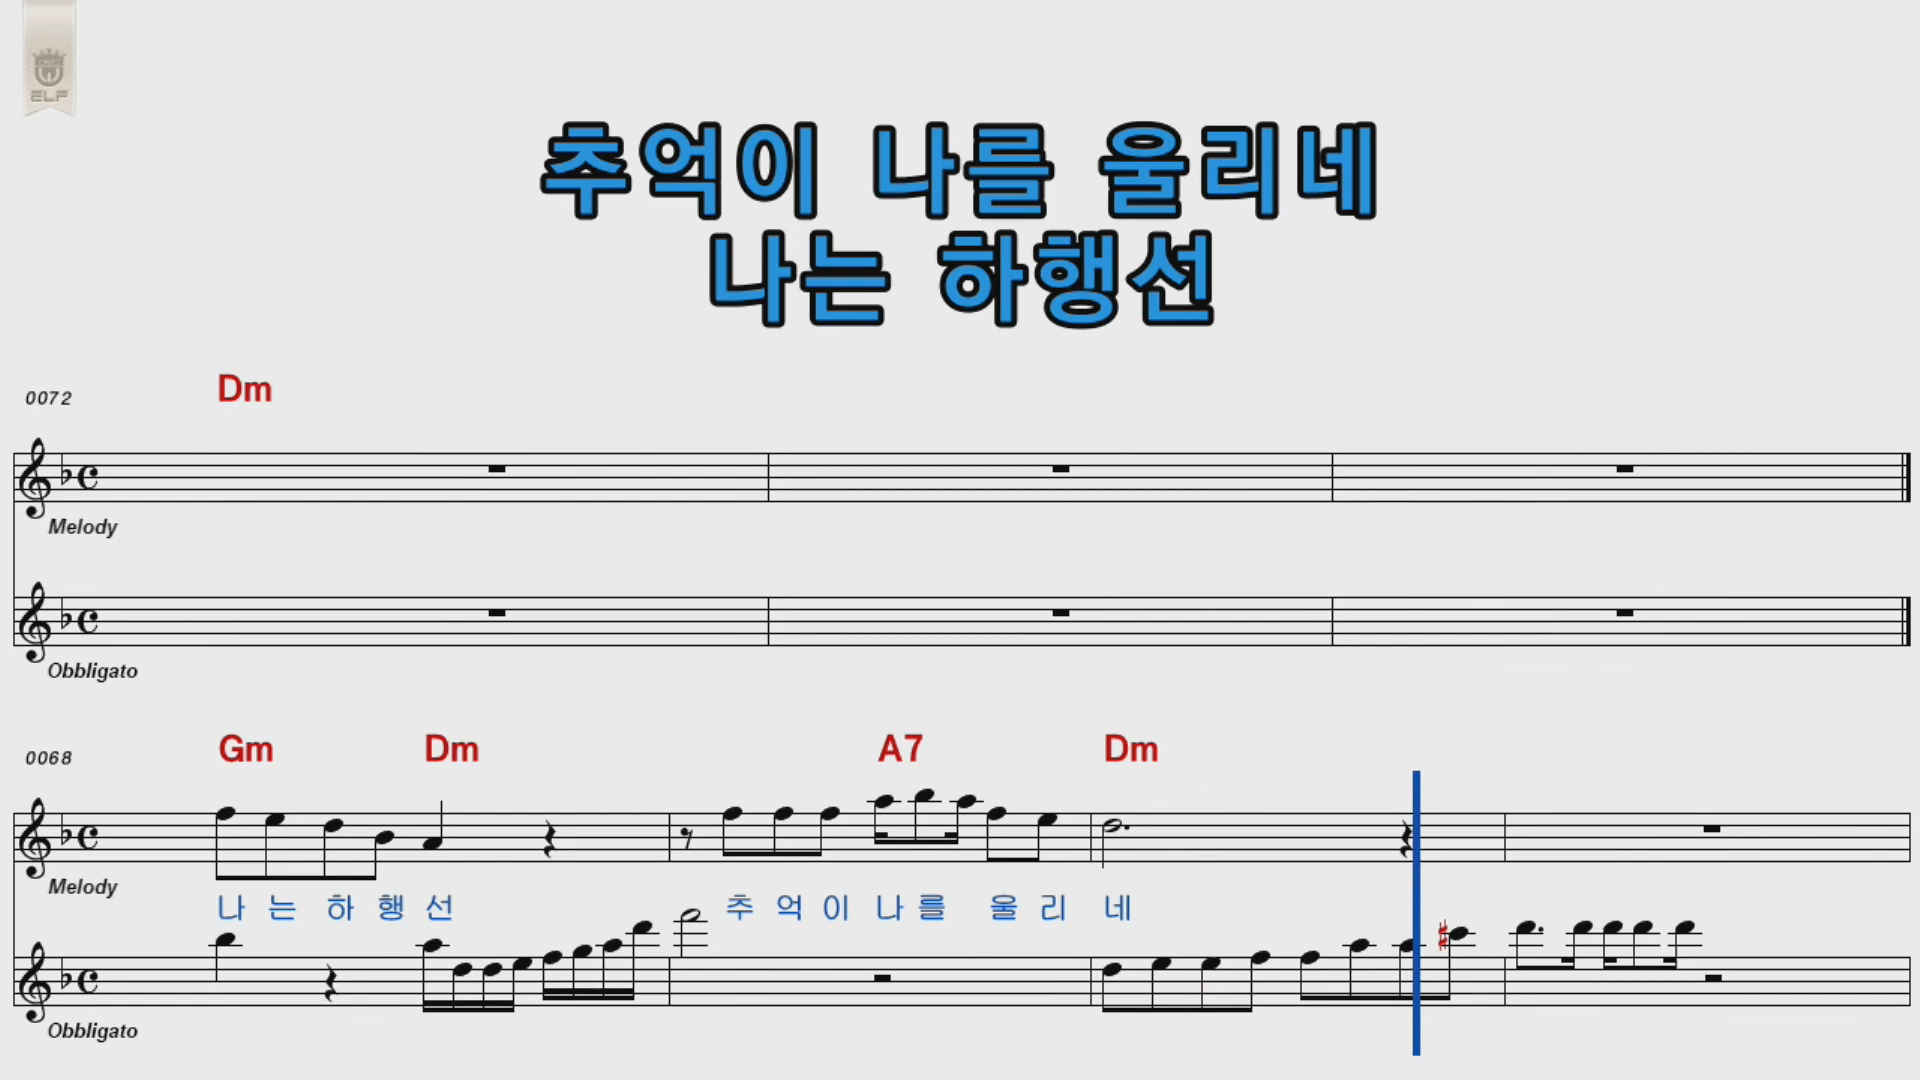 ELF
추억이 나를 울리네
나는 하행선
0072 Dm
Melody
Obbligato
0068 Gm Dm A7 Dm
Melody
나 는 하 행 선 추 억 이 나 를 울 리 네
Obbligato